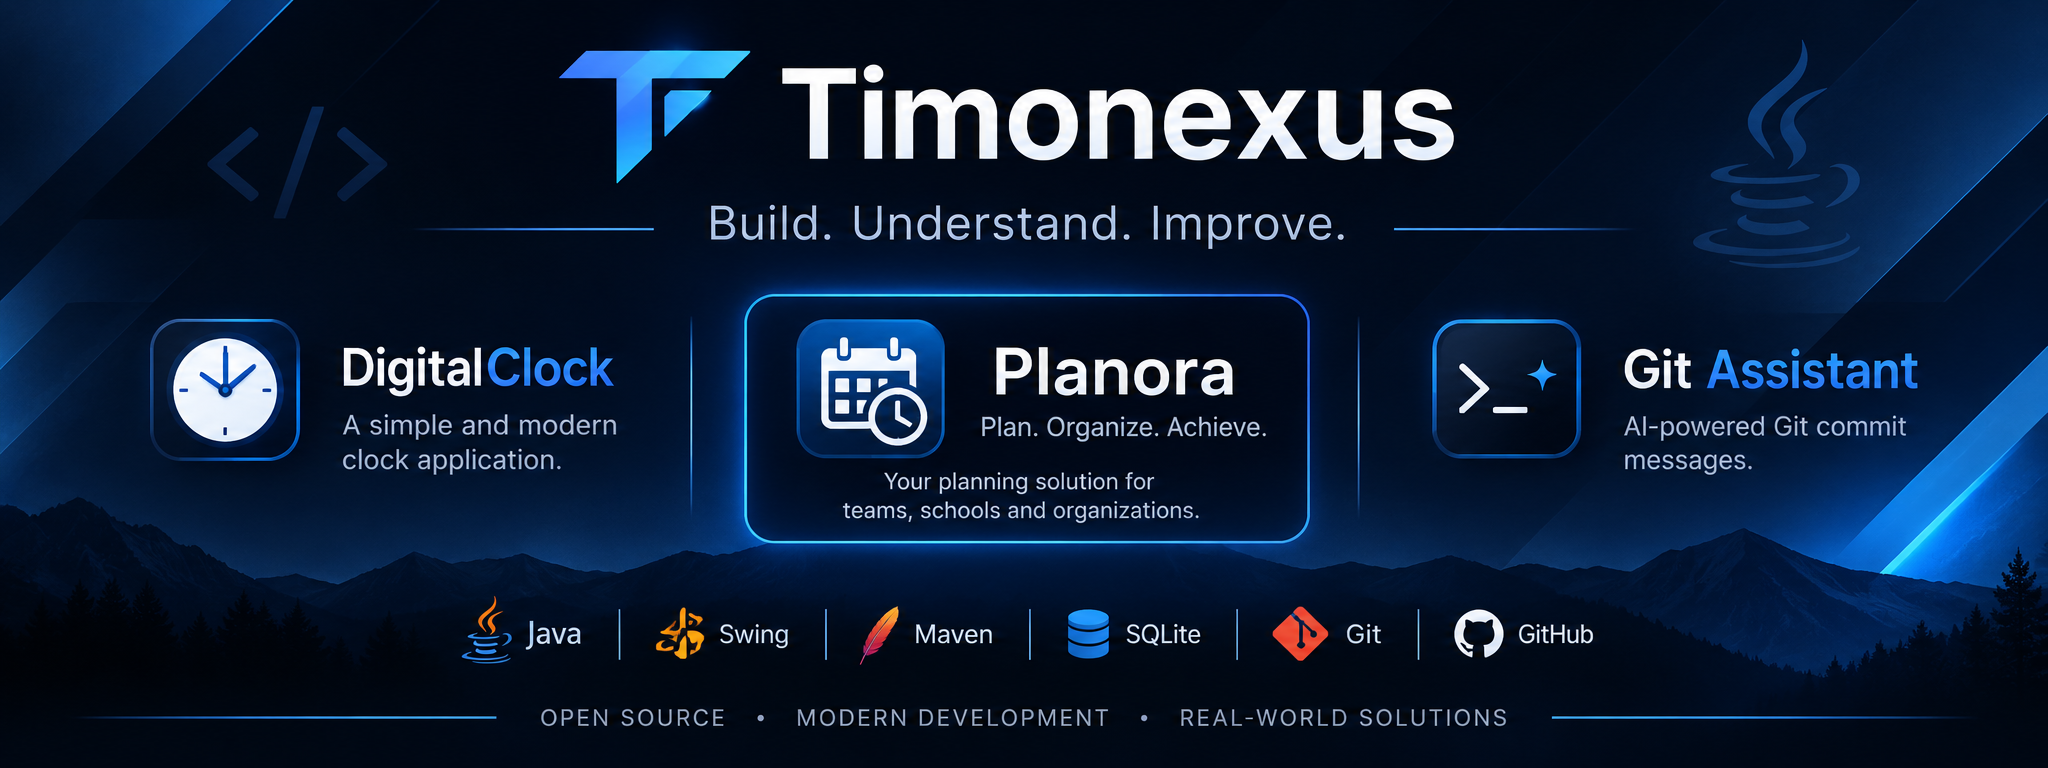 </>
Timonexus
Build. Understand. Improve.
DigitalClock
A simple and modern
clock application.
Planora
Plan. Organize. Achieve.
Your planning solution for
teams, schools and organizations.
Git Assistant
AI-powered Git commit
messages.
Java
Swing
Maven
SQLite
Git
GitHub
OPEN SOURCE • MODERN DEVELOPMENT • REAL-WORLD SOLUTIONS